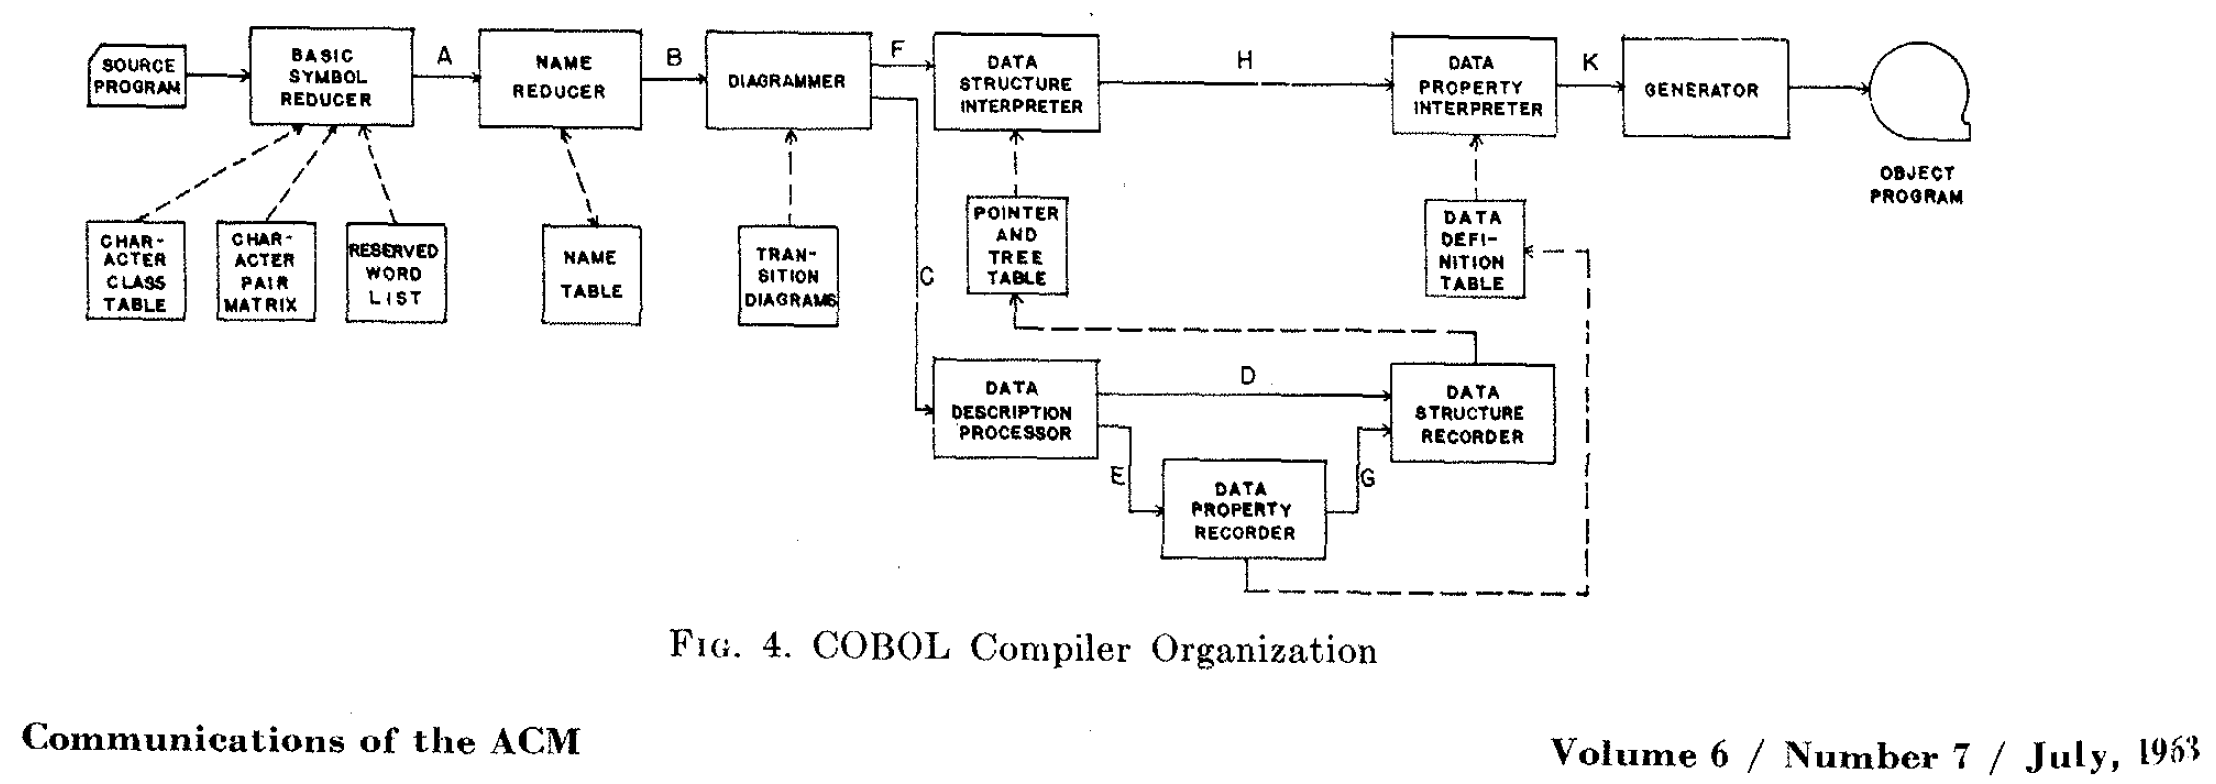 SOURCE
PROGRAM
BASIC
SYMBOL
REDUCER
A
NAME
REDUCER
B
DIAGRAMMER
F
DATA
STRUCTURE
INTERPRETER
H
DATA
PROPERTY
INTERPRETER
K
GENERATOR
OBJECT
PROGRAM
CHAR-
ACTER
CLASS
TABLE
CHAR-
ACTER
PAIR
MATRIX
RESERVED
WORD
LIST
NAME
TABLE
TRAN-
SITION
DIAGRAMS
C
POINTER
AND
TREE
TABLE
DATA
DEFI-
NITION
TABLE
DATA
DESCRIPTION
PROCESSOR
D
DATA
STRUCTURE
RECORDER
E
DATA
PROPERTY
RECORDER
G
FIG. 4. COBOL Compiler Organization
Communications of the ACM
Volume 6 / Number 7 / July, 1963